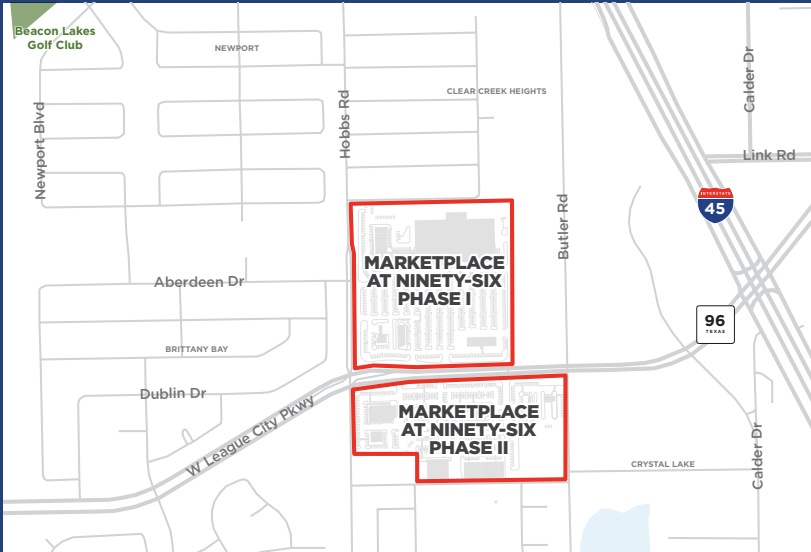 Beacon Lakes
Golf Club
NEWPORT
CLEAR CREEK HEIGHTS
Newport Blvd
Hobbs Rd
Calder Dr
Link Rd
INTERSTATE
45
Butler Rd
MARKETPLACE
AT NINETY-SIX
PHASE I
Aberdeen Dr
96
TEXAS
BRITTANY BAY
Dublin Dr
W League City Pkwy
MARKETPLACE
AT NINETY-SIX
PHASE II
CRYSTAL LAKE
Calder Dr